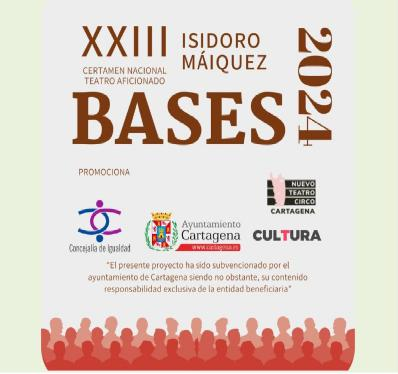 XXIII
ISIDORO
MÁIQUEZ
2024
CERTAMEN NACIONAL
TEATRO AFICIONADO
BASES
PROMOCIONA
NUEVO
TEATRO
CIRCO
CARTAGENA
Concejalía de Igualdad
Ayuntamiento
Cartagena
www.cartagena.es
CULTURA
"El presente proyecto ha sido subvencionado por el
ayuntamiento de Cartagena siendo no obstante, su contenido
responsabilidad exclusiva de la entidad beneficiaria"